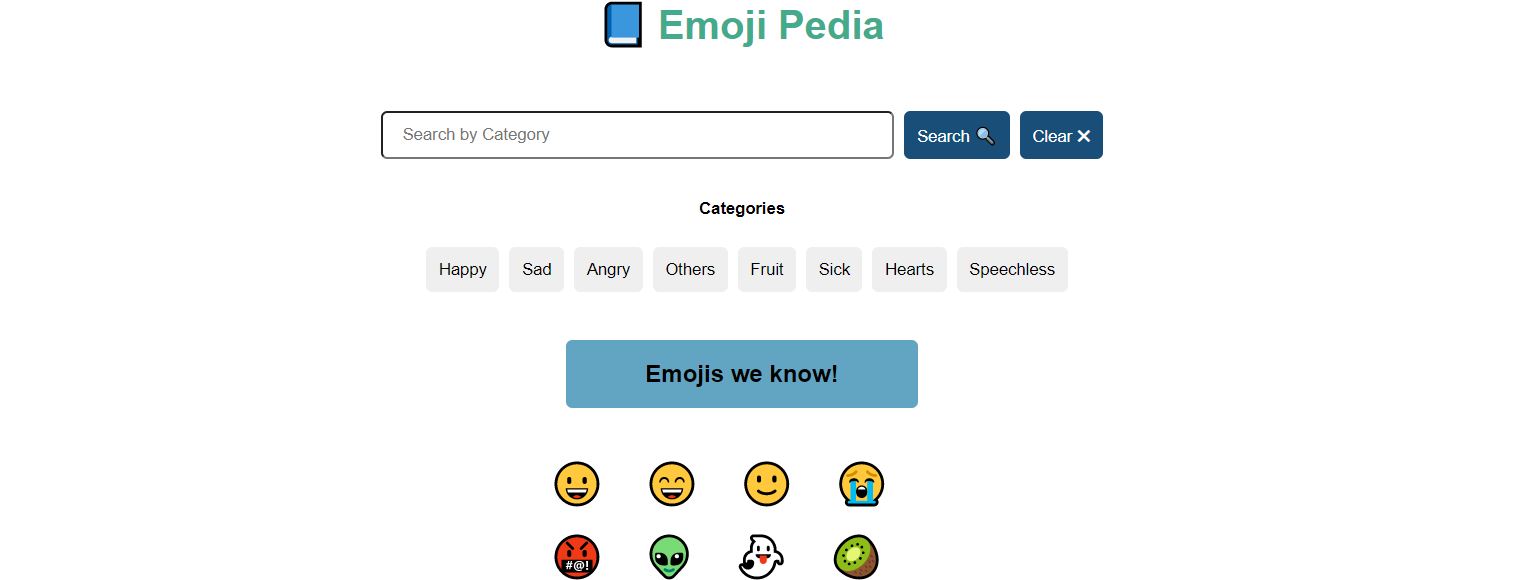 📘 Emoji Pedia
Search by Category
Search 🔍 Clear ✕
Categories
Happy Sad Angry Others Fruit Sick Hearts Speechless
Emojis we know!
#@!